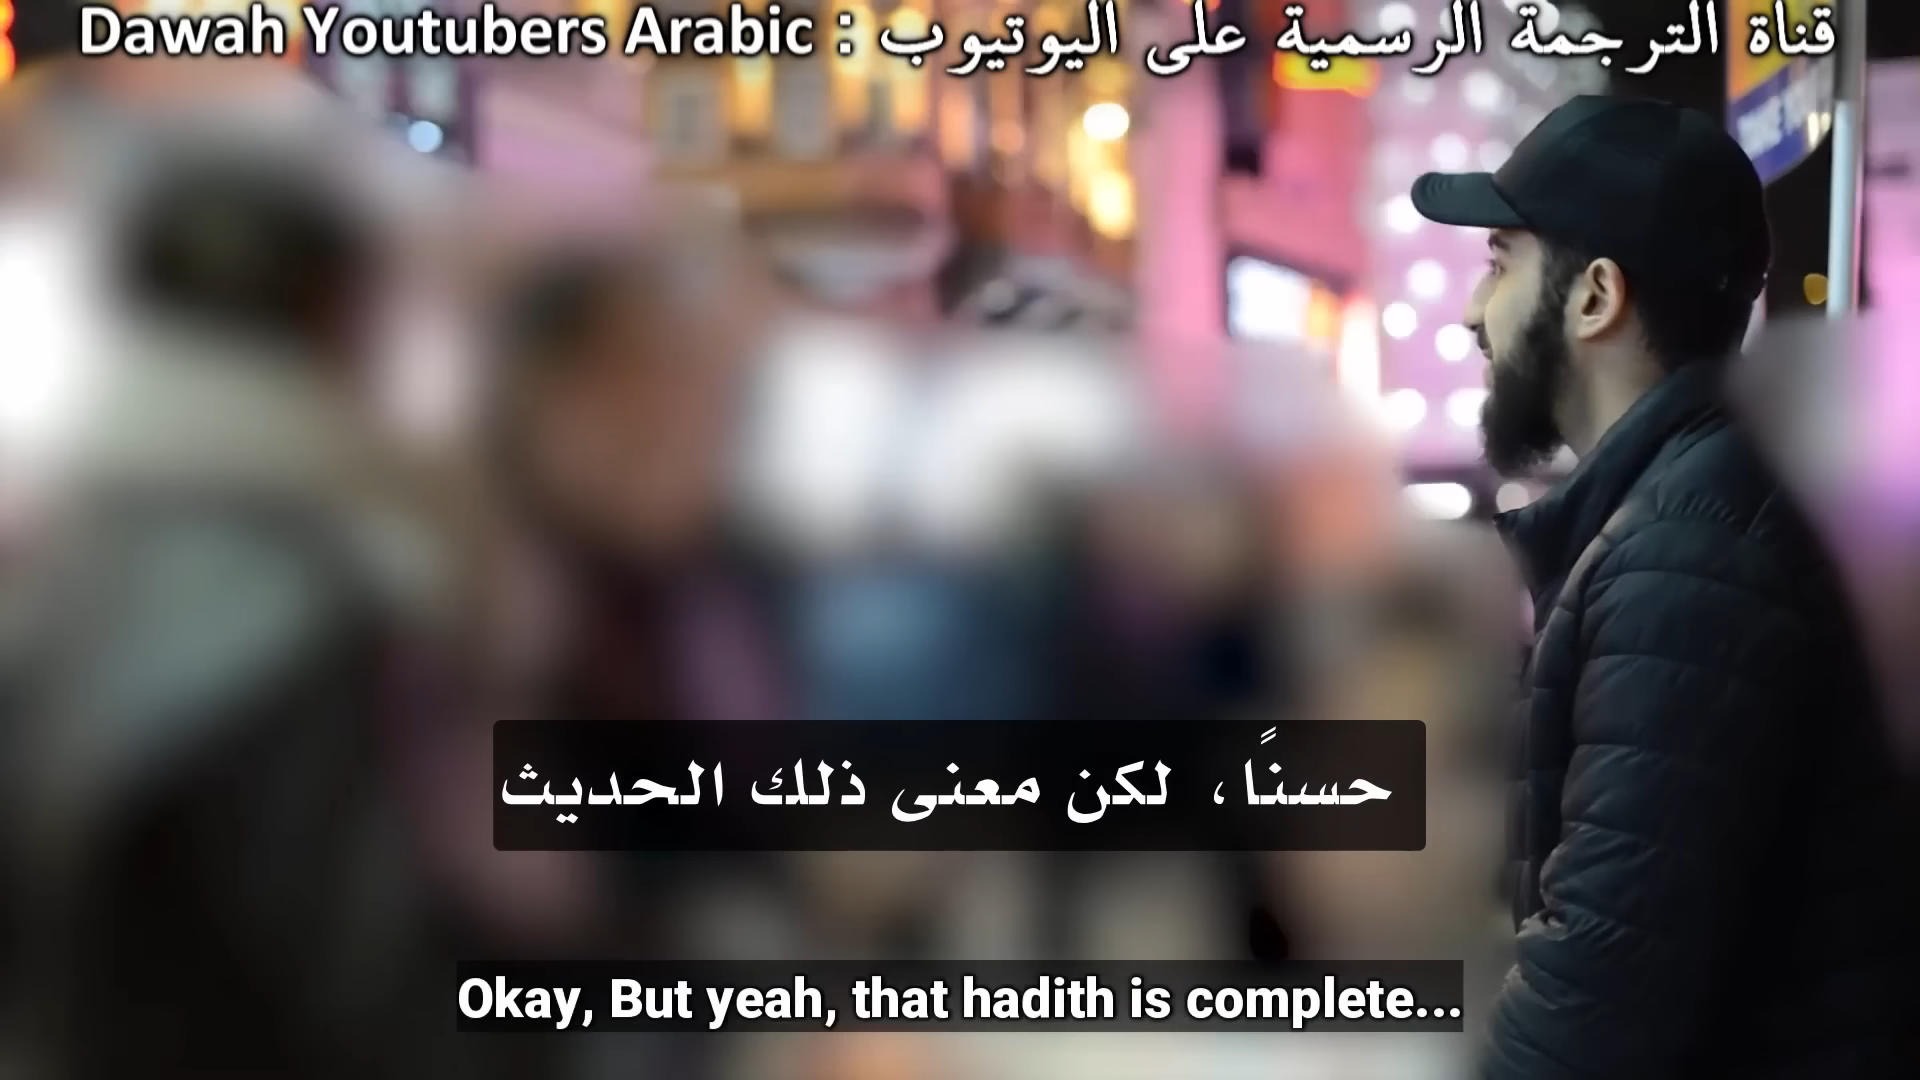 Dawah Youtubers Arabic : قناة الترجمة الرسمية على اليوتيوب
حسنًا، لكن معنى ذلك الحديث
Okay, But yeah, that hadith is complete...